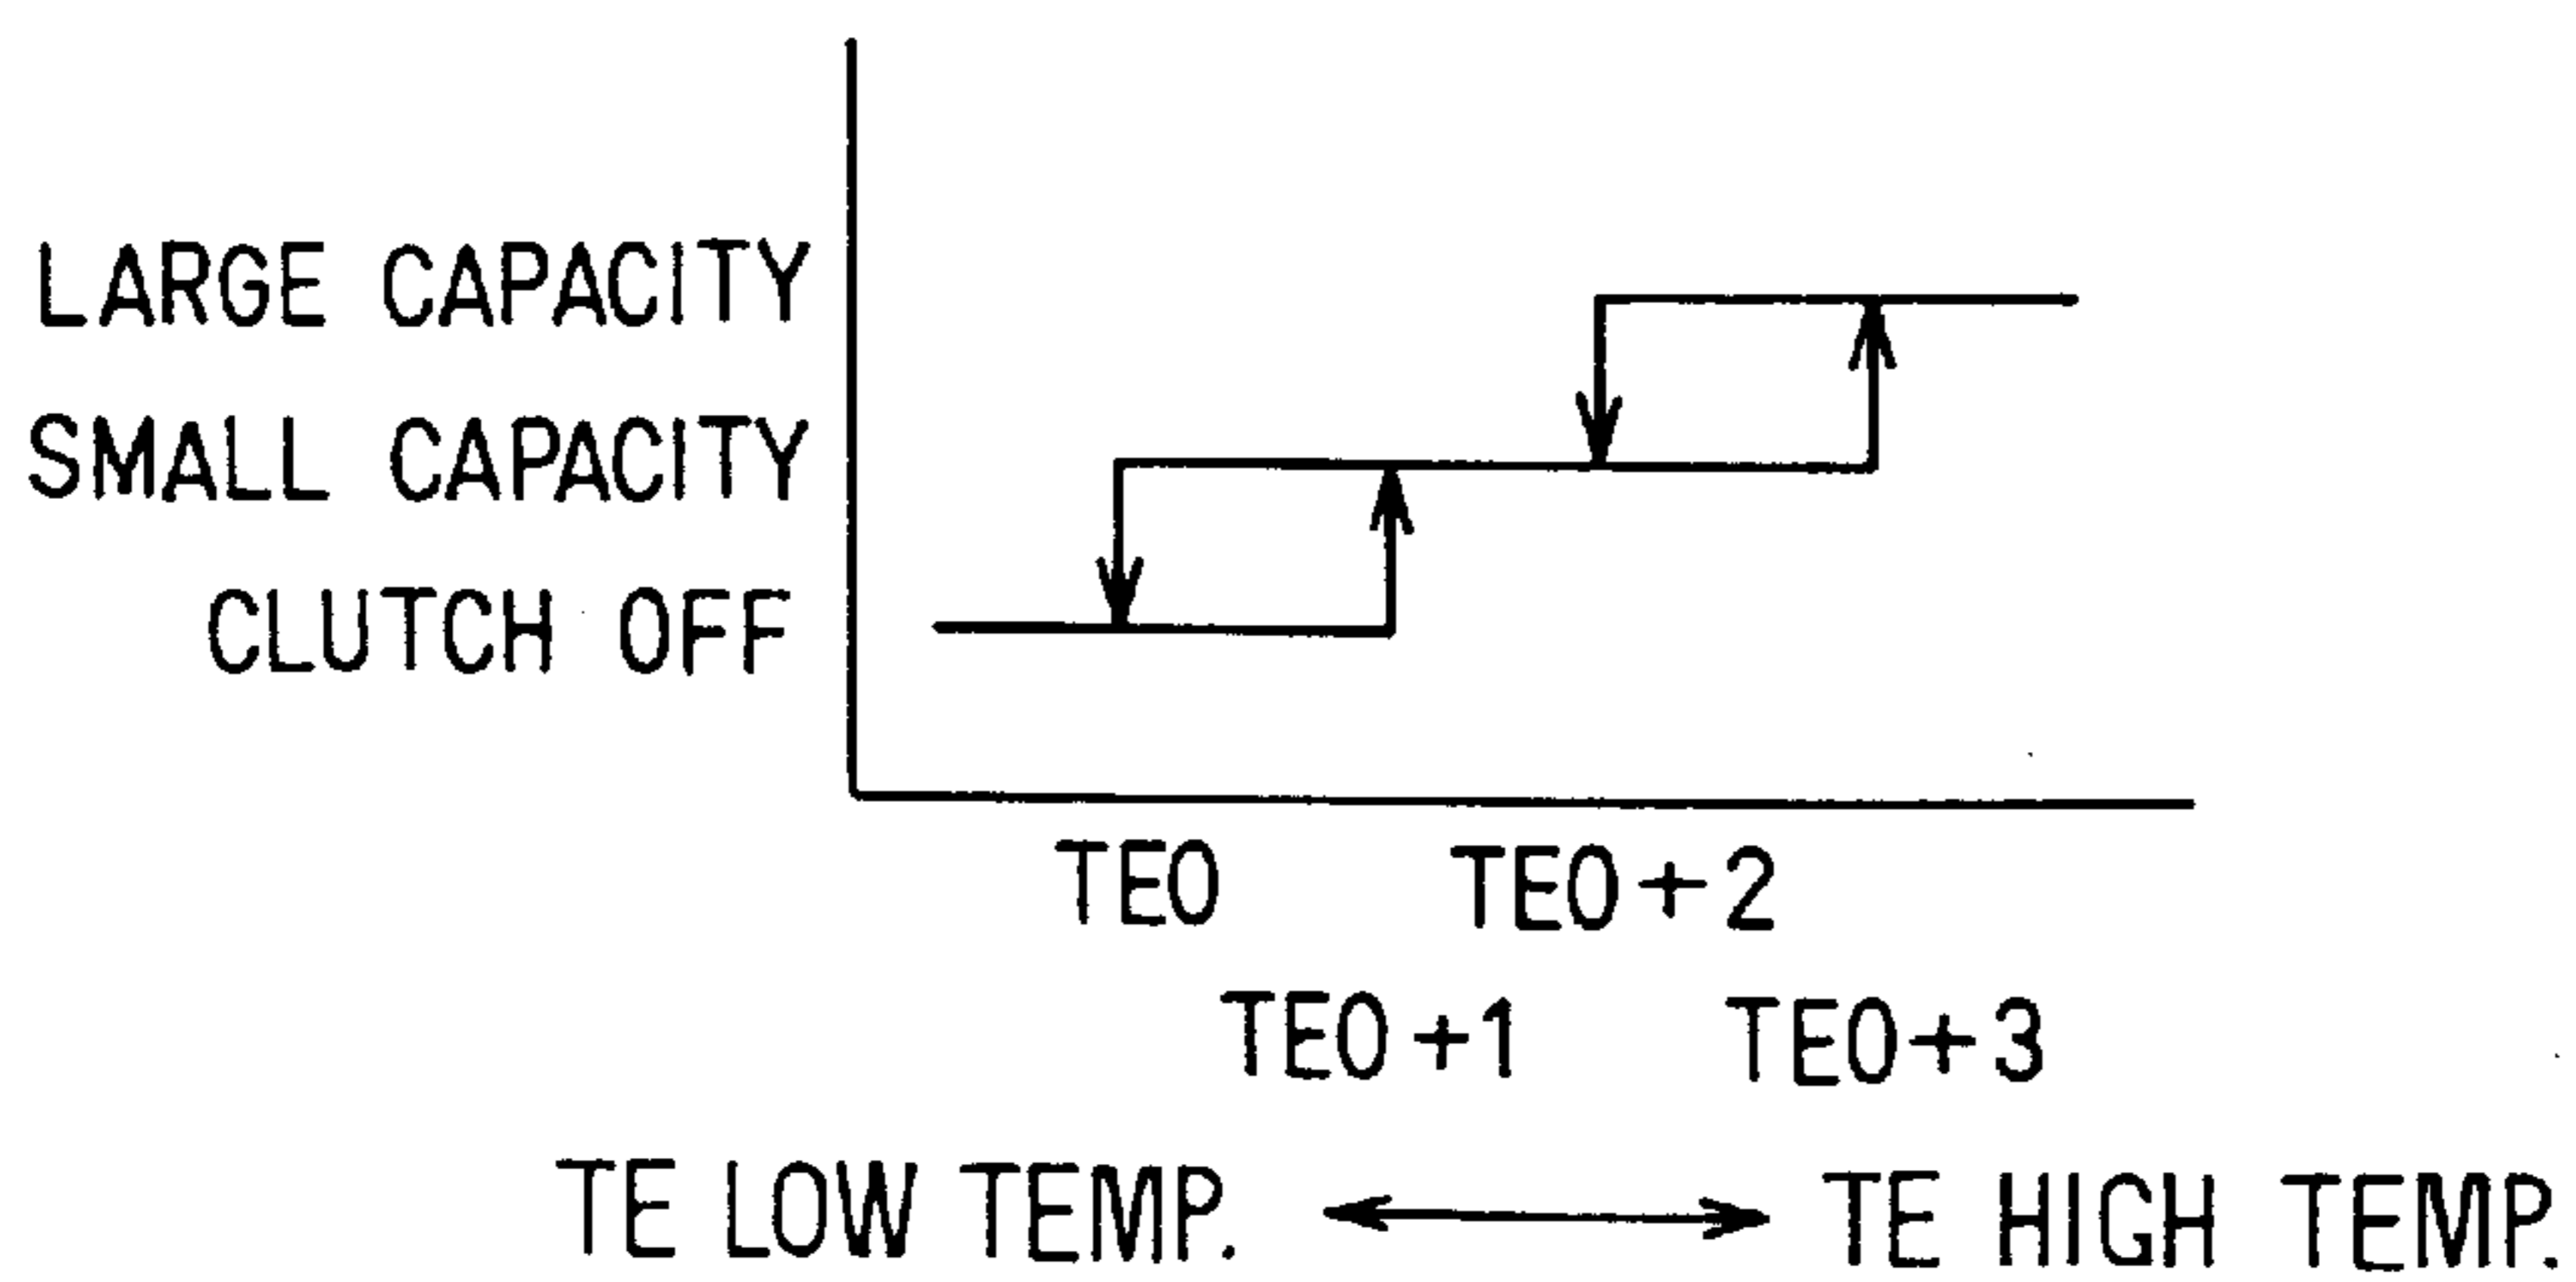 LARGE CAPACITY
SMALL CAPACITY
CLUTCH OFF
TEO TEO+2
TEO+1 TEO+3
TE LOW TEMP. TE HIGH TEMP.